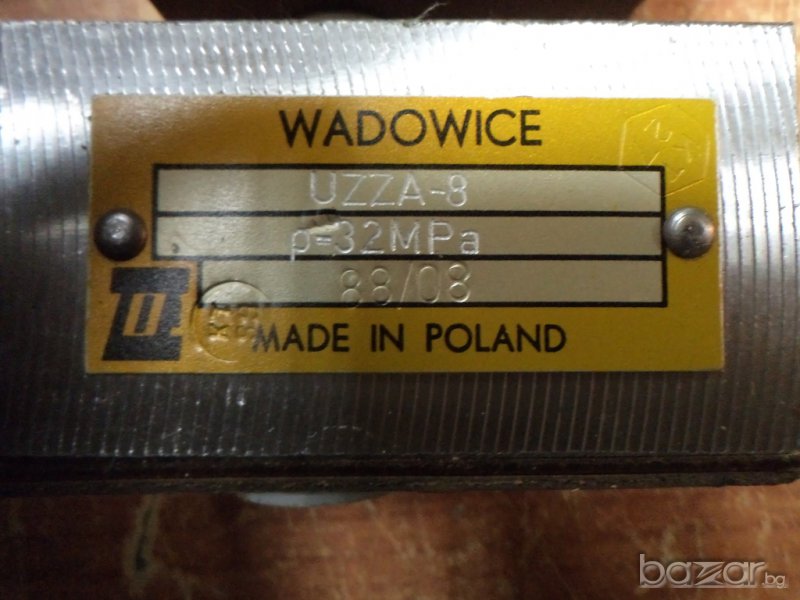 WADOWICE
UZZA-8
p=32MPa
88/08
MADE IN POLAND
bazar.bg